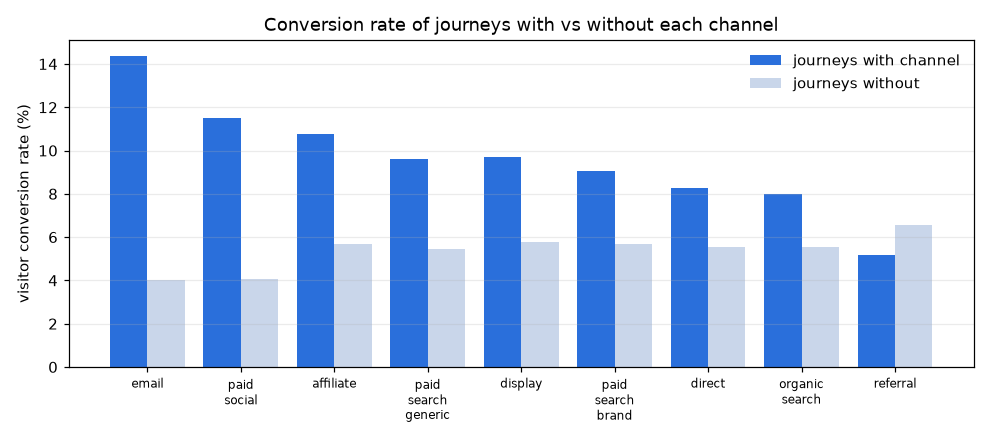 Conversion rate of journeys with vs without each channel
journeys with channel
journeys without
visitor conversion rate (%)
14
12
10
8
6
4
2
0
email
paid
social
affiliate
paid
search
generic
display
paid
search
brand
direct
organic
search
referral